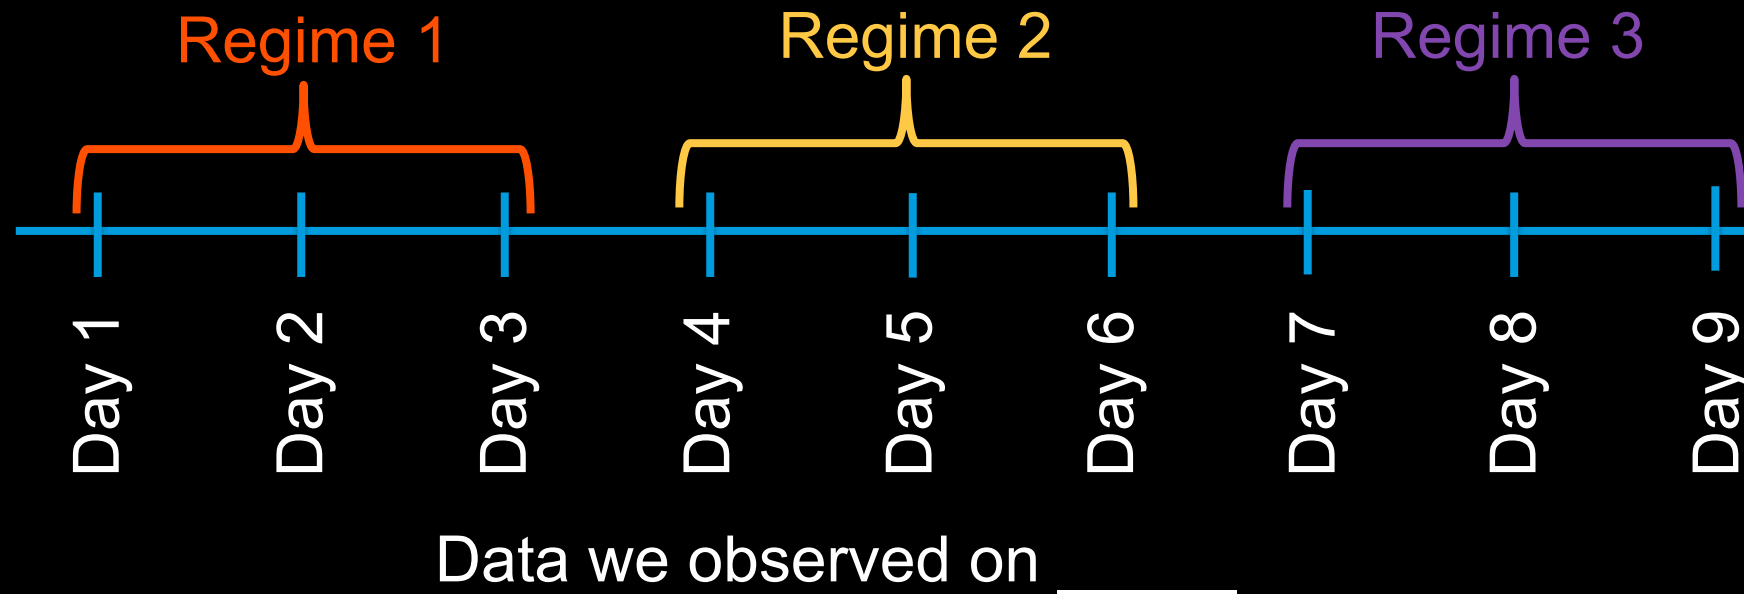 Regime 1 Regime 2 Regime 3
Day 1
Day 2
Day 3
Day 4
Day 5
Day 6
Day 7
Day 8
Day 9
Data we observed on